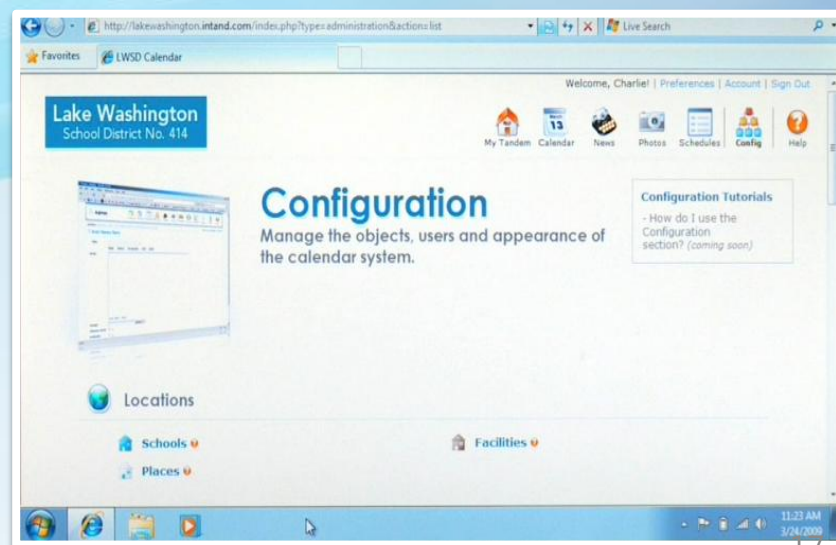 http://lakewashington.intand.com/index.php?type=administration&action=list
Live Search
Favorites
LWSD Calendar
Welcome, Charlie! | Preferences | Account | Sign Out
Lake Washington
School District No. 414
13
My Tandem
Calendar
News
Photos
Schedules
Config
Help
Configuration
Manage the objects, users and appearance of
the calendar system.
Configuration Tutorials
- How do I use the
Configuration
section? (coming soon)
Locations
Schools
Facilities
Places
11:23 AM
3/24/2009